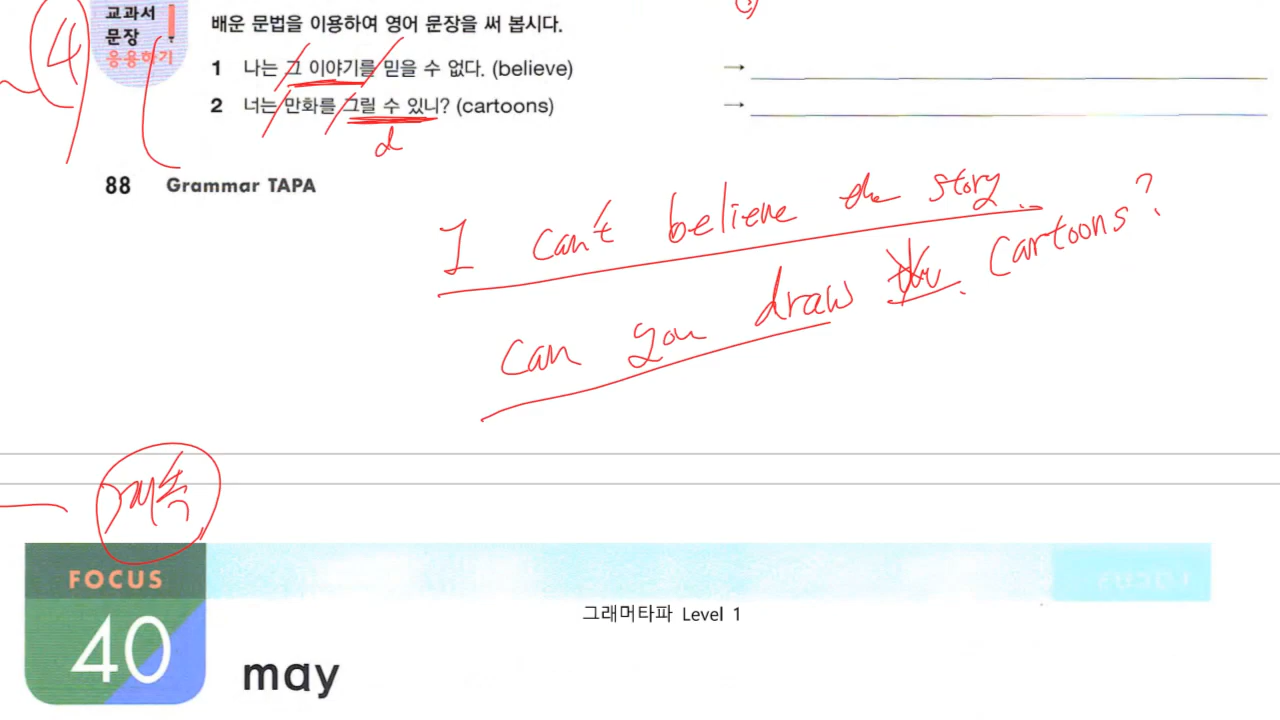 교과서
문장
응용하기
4
배운 문법을 이용하여 영어 문장을 써 봅시다.
1 나는 그 이야기를 믿을 수 없다. (believe) →
2 너는 만화를 그릴 수 있니? (cartoons) →
d
88 Grammar TAPA
I can't believe the story.
can you draw cartoons?
FOCUS
40
그래머타파 Level 1
may